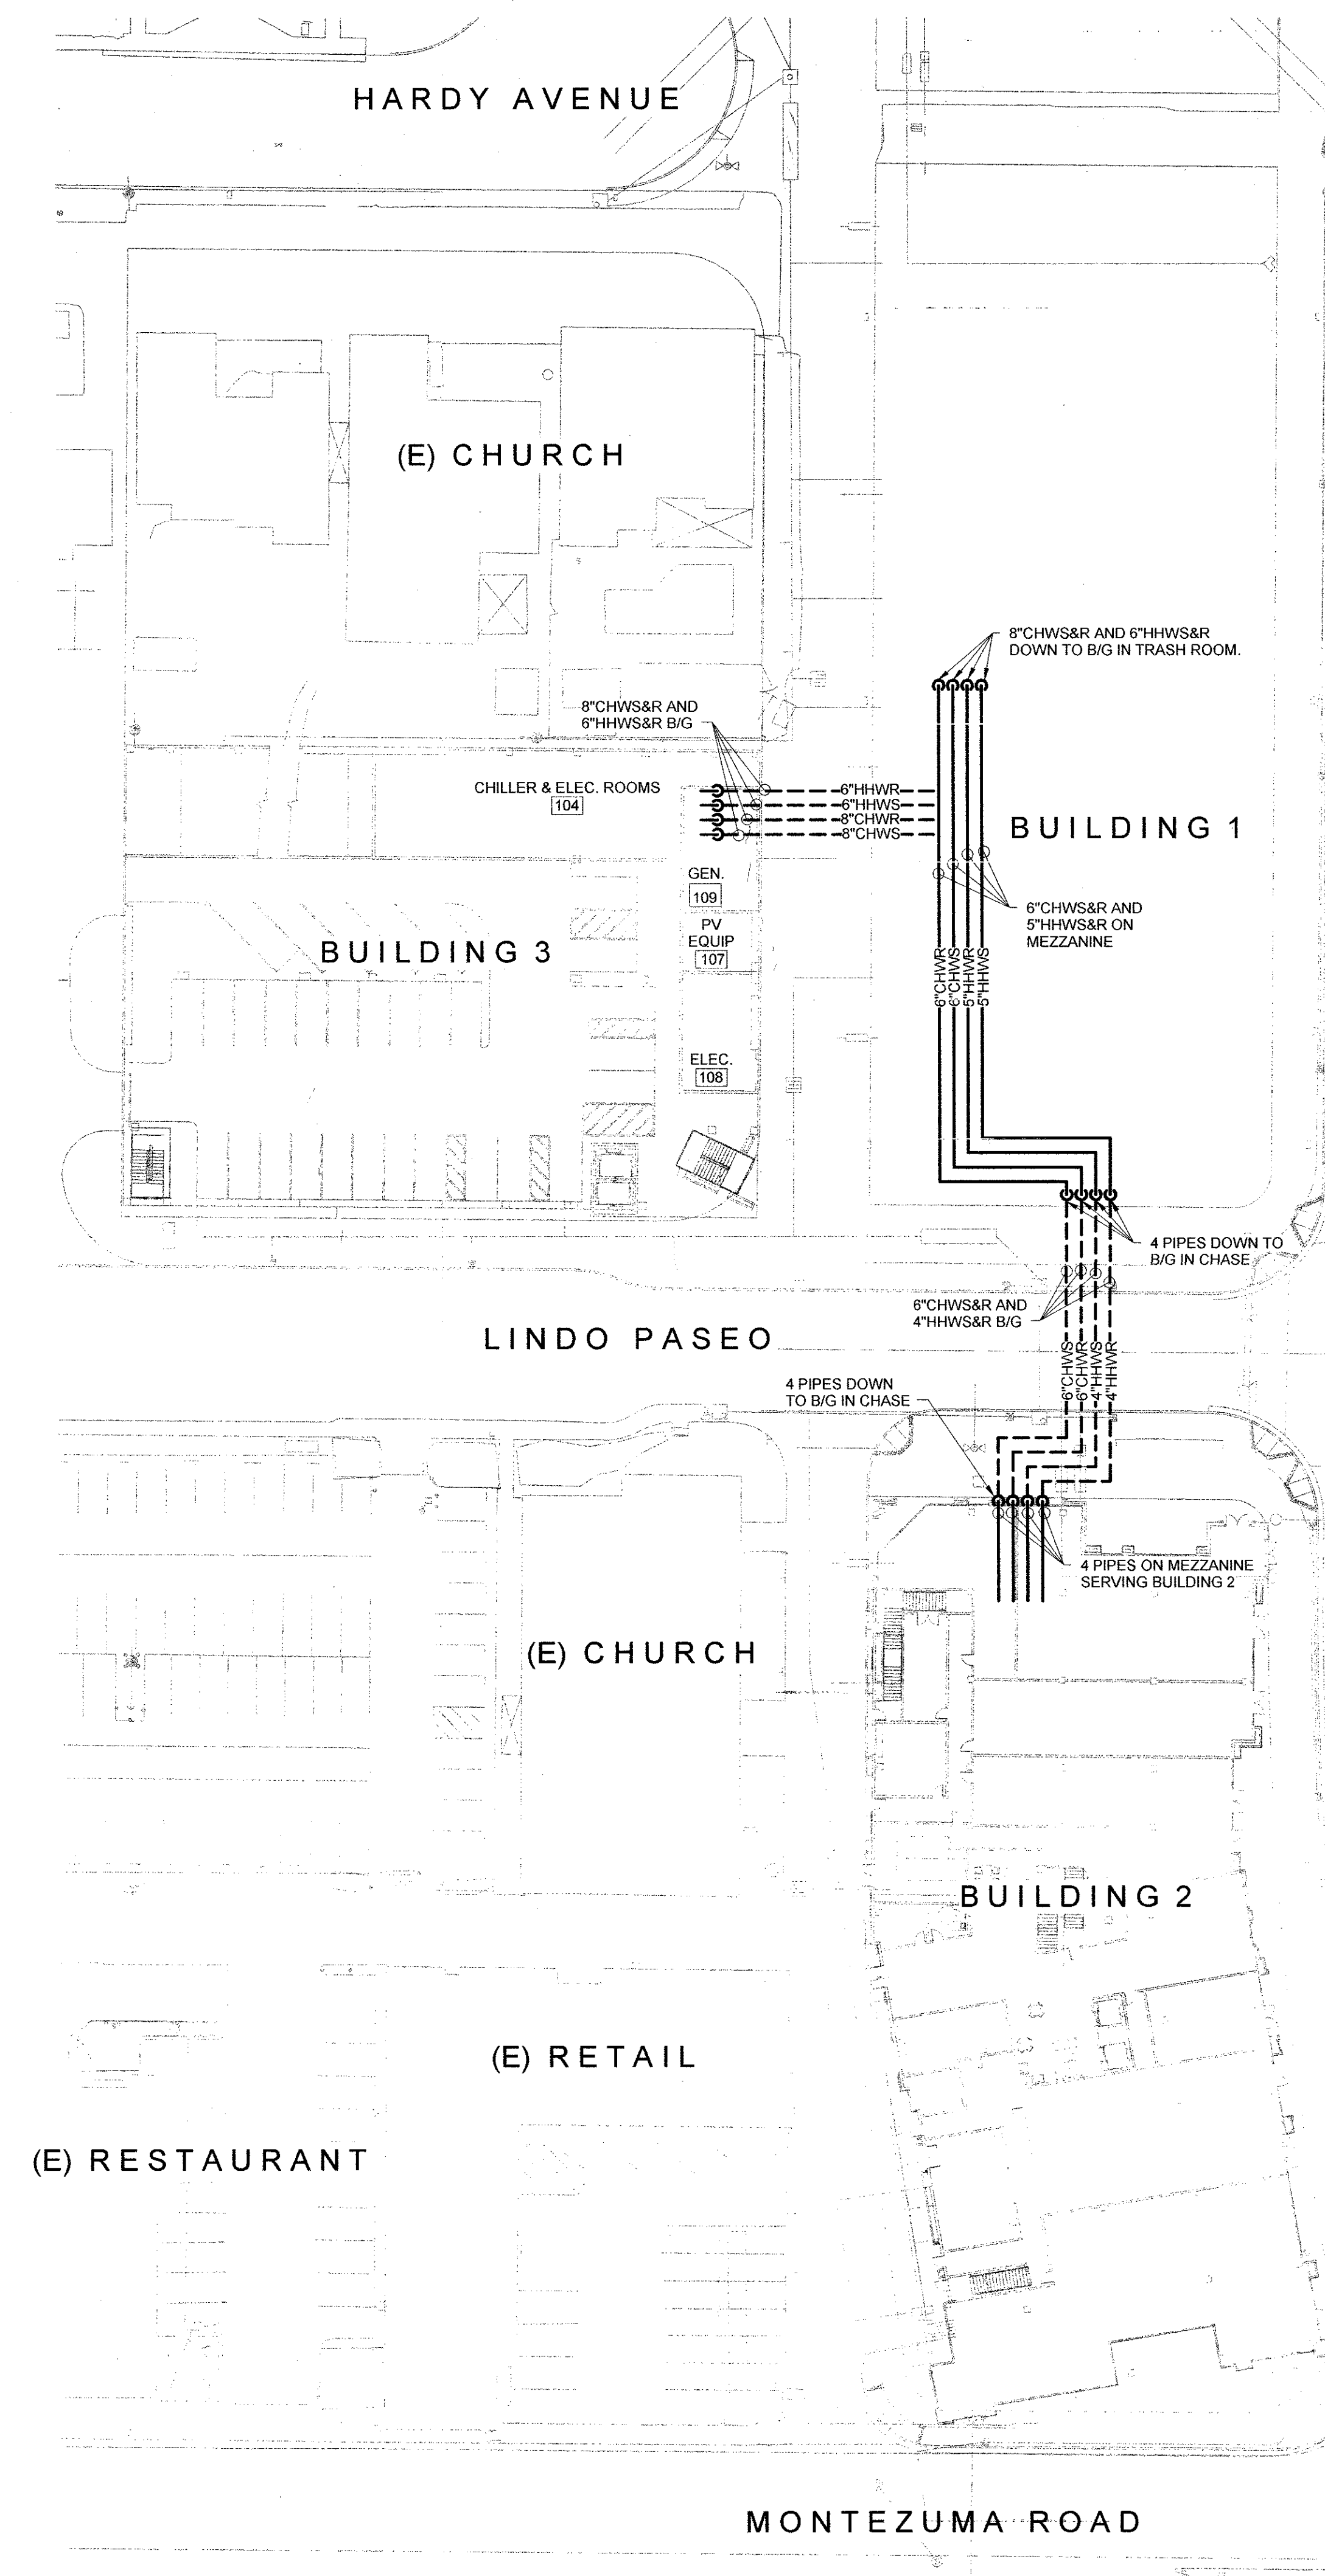 HARDY AVENUE
(E) CHURCH
8"CHWS&R AND 6"HHWS&R
DOWN TO B/G IN TRASH ROOM.
8"CHWS&R AND
6"HHWS&R B/G
CHILLER & ELEC. ROOMS
104
6"HHWR
6"HHWS
8"CHWR
8"CHWS
BUILDING 1
GEN.
109
PV
EQUIP
107
BUILDING 3
6"CHWS&R AND
5"HHWS&R ON
MEZZANINE
6"CHWR
6"CHWS
5"HHWR
5"HHWS
ELEC.
108
4 PIPES DOWN TO
B/G IN CHASE
6"CHWS&R AND
4"HHWS&R B/G
LINDO PASEO
6"CHWS
6"CHWR
4"HHWS
4"HHWR
4 PIPES DOWN
TO B/G IN CHASE
4 PIPES ON MEZZANINE
SERVING BUILDING 2
(E) CHURCH
BUILDING 2
(E) RETAIL
(E) RESTAURANT
MONTEZUMA ROAD